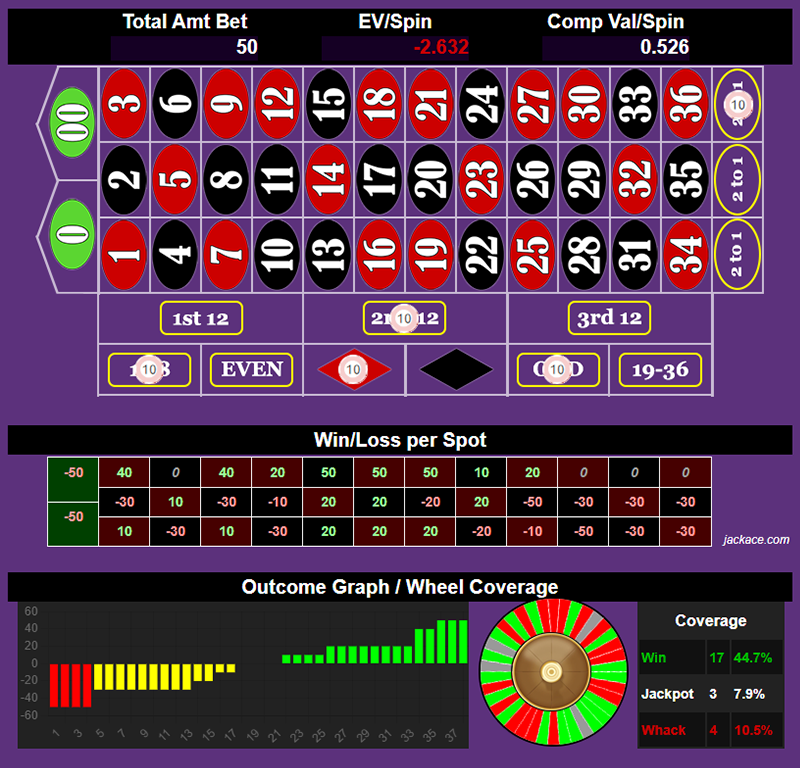 Total Amt Bet EV/Spin Comp Val/Spin
50 -2.632 0.526
00 3 6 9 12 15 18 21 24 27 30 33 36 10
2 5 8 11 14 17 20 23 26 29 32 35 2 to 1
0 1 4 7 10 13 16 19 22 25 28 31 34 2 to 1
1st 12 10 12 3rd 12
10 EVEN 10 10 19-36
Win/Loss per Spot
-50 40 0 40 20 50 50 50 10 20 0 0 0
-30 10 -30 -10 20 20 -20 20 -50 -30 -30 -30
-50 10 -30 10 -30 20 20 20 -20 -10 -50 -30 -30
jackace.com
Outcome Graph / Wheel Coverage
60
40
20
0
-20
-40
-60
1 3 5 7 9 11 13 15 17 19 21 23 25 27 29 31 33 35 37
Coverage
Win 17 44.7%
Jackpot 3 7.9%
Whack 4 10.5%